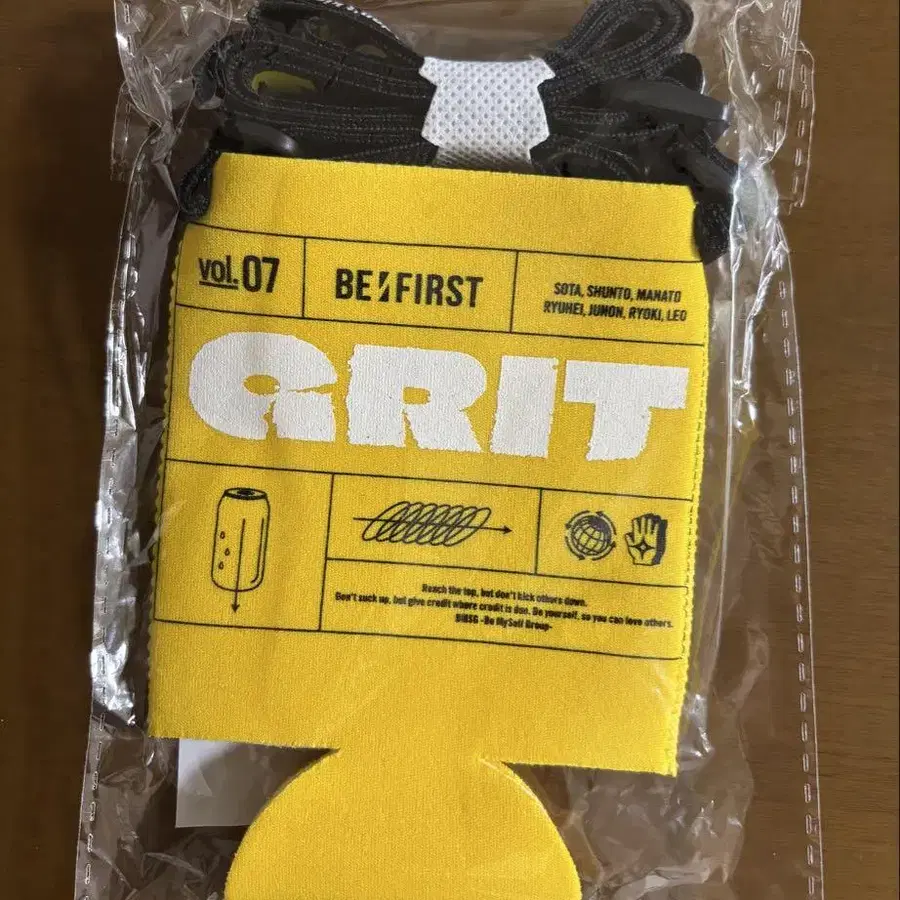 vol.07
BE:FIRST
SOTA, SHUNTO, MANATO
RYUHEI, JUNON, RYOKI, LEO
GRIT
Reach the top, but don't kick others down.
Don't suck up, but give credit where credit is due. Be yourself, so you can love others.
BMSG -Be MySelf Group-